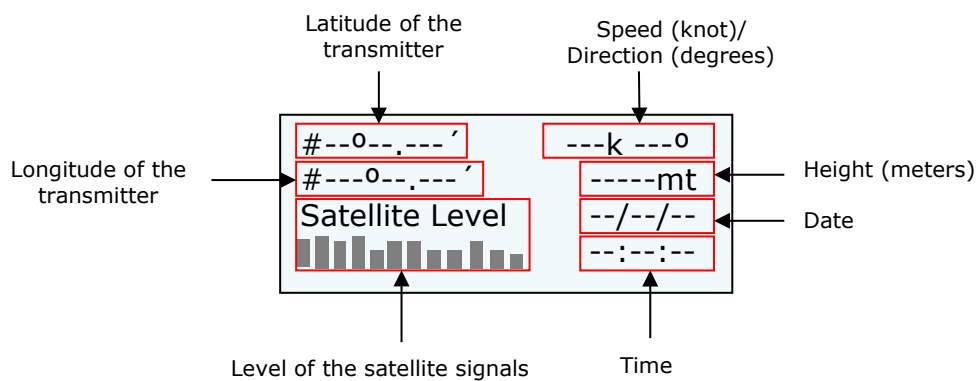 Latitude of the
transmitter
Speed (knot)/
Direction (degrees)
#--º--.---´
---k ---º
Longitude of the
transmitter
#---º--.---´
-----mt
Height (meters)
Satellite Level
--/--/--
Date
--:--:--
Level of the satellite signals
Time